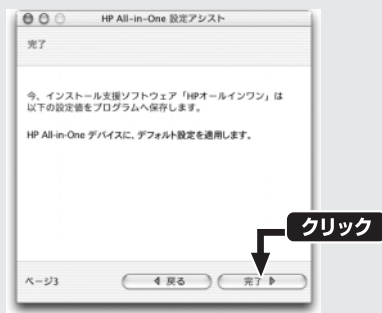 HP All-in-One 設定アシスト
完了
今、インストール支援ソフトウェア「HPオールインワン」は
以下の設定値をプログラムへ保存します。
HP All-in-One デバイスに、デフォルト設定を適用します。
クリック
ページ3
戻る
完了